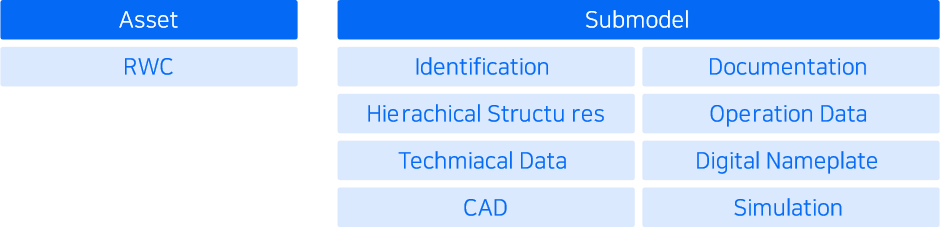 Asset
Submodel
RWC
Identification
Documentation
Hierachical Structu res
Operation Data
Techmiacal Data
Digital Nameplate
CAD
Simulation